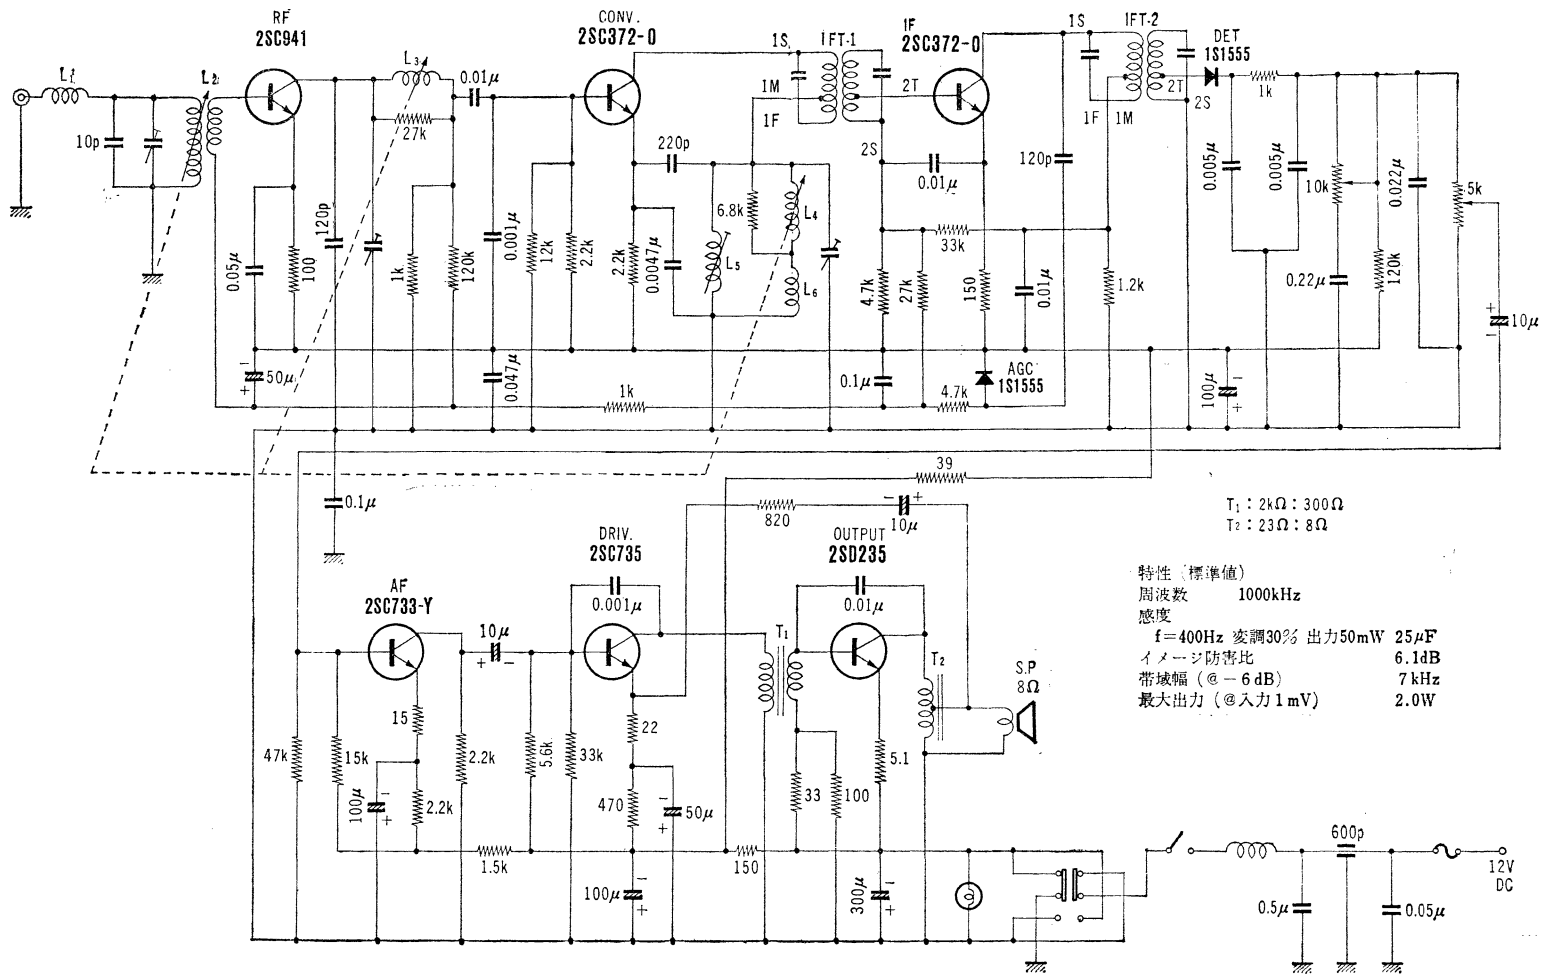 RF
2SC941
CONV.
2SC372-O
IF
2SC372-O
1S
IFT-1
1S
IFT-2
DET
1S1555
L1
L2
L3
0.01μ
1M
2T
2T
1k
1F
1F
1M
2S
10p
27k
220p
2S
0.01μ
120p
0.005μ
0.005μ
10k
0.022μ
5k
120p
6.8k
L4
33k
0.05μ
100
1k
120k
0.001μ
12k
2.2k
2.2k
0.0047μ
L5
L6
4.7k
27k
150
0.01μ
1.2k
0.22μ
120k
+
-
10μ
-
+
50μ
0.047μ
1k
0.1μ
4.7k
AGC
1S1555
100μ
-
+
39
0.1μ
820
-
+
10μ
T1:2kΩ:300Ω
T2:23Ω:8Ω
DRIV.
2SC735
OUTPUT
2SD235
AF
2SC733-Y
0.001μ
0.01μ
10μ
+
-
T1
T2
S.P
8Ω
特性(標準値)
周波数 1000kHz
感度
f=400Hz 変調30% 出力50mW 25μF
イメージ防害比 6.1dB
帯域幅(@-6dB) 7kHz
最大出力(@入力1mV) 2.0W
47k
15k
15
2.2k
5.6k
33k
22
5.1
100μ
-
+
2.2k
470
-
50μ
+
33
100
1.5k
150
100μ
-
+
300μ
-
+
600p
12V
DC
0.5μ
0.05μ